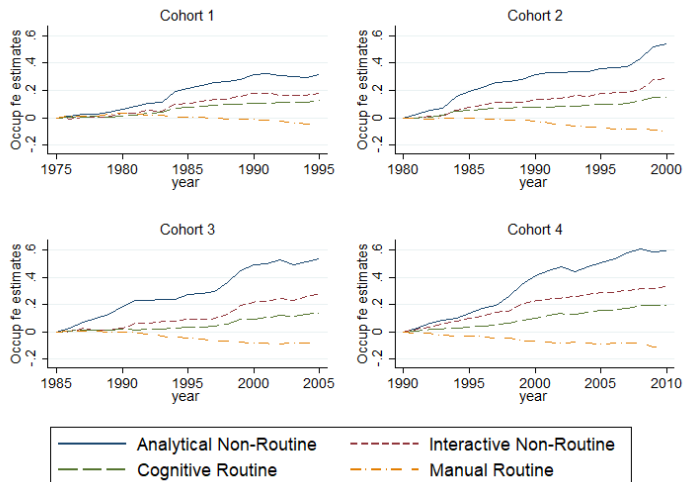 Cohort 1
Occup fe estimates
-.2 0 .2 .4 .6
1975 1980 1985 1990 1995
year
Cohort 2
Occup fe estimates
-.2 0 .2 .4 .6
1980 1985 1990 1995 2000
year
Cohort 3
Occup fe estimates
-.2 0 .2 .4 .6
1985 1990 1995 2000 2005
year
Cohort 4
Occup fe estimates
-.2 0 .2 .4 .6
1990 1995 2000 2005 2010
year
Analytical Non-Routine Interactive Non-Routine
Cognitive Routine Manual Routine